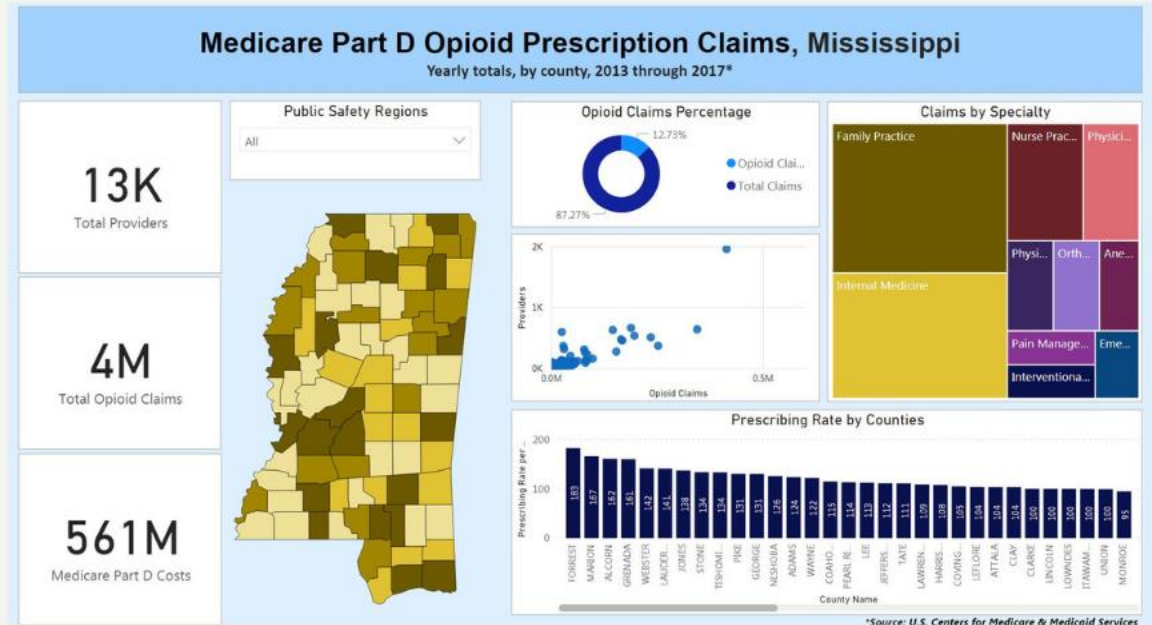 Medicare Part D Opioid Prescription Claims, Mississippi
Yearly totals, by county, 2013 through 2017*
13K
Total Providers
4M
Total Opioid Claims
561M
Medicare Part D Costs
Public Safety Regions
All
Opioid Claims Percentage
12.73%
87.27%
Opioid Clai...
Total Claims
2K
1K
0K
Providers
0.0M
0.5M
Opioid Claims
Claims by Specialty
Family Practice
Internal Medicine
Nurse Prac...
Physici...
Physi...
Orth...
Ane...
Pain Manage...
Eme...
Interventiona...
Prescribing Rate by Counties
Prescribing Rate per ...
200
100
0
183
167
162
161
142
141
138
134
134
131
131
126
124
122
115
114
113
112
111
109
108
105
104
104
104
100
100
100
100
100
95
FORREST
MARION
ALCORN
GRENADA
WEBSTER
LAUDER...
JONES
STONE
TISHOMI...
PIKE
GEORGE
NESHOBA
ADAMS
WAYNE
COAHO...
PEARL RI...
LEE
JEFFERS...
TATE
LAWREN...
HARRIS...
COVING...
LEFLORE
ATTALA
CLAY
CLARKE
LINCOLN
LOWNDES
ITAWAM...
UNION
MONROE
County Name
*Source: U.S. Centers for Medicare & Medicaid Services